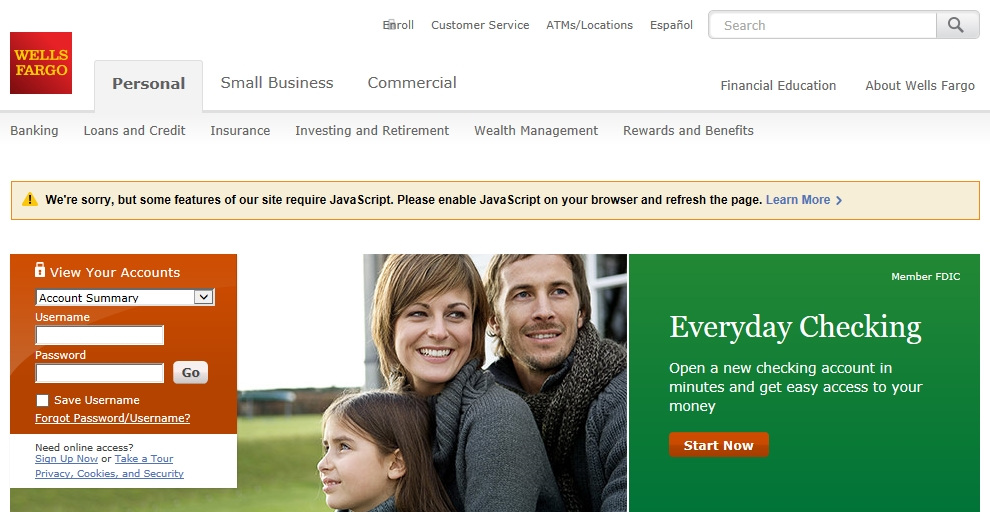 Enroll Customer Service ATMs/Locations Español Search
WELLS
FARGO
Personal Small Business Commercial Financial Education About Wells Fargo
Banking Loans and Credit Insurance Investing and Retirement Wealth Management Rewards and Benefits
We're sorry, but some features of our site require JavaScript. Please enable JavaScript on your browser and refresh the page. Learn More
View Your Accounts
Account Summary
Username
Password
Go
Save Username
Forgot Password/Username?
Need online access?
Sign Up Now or Take a Tour
Privacy, Cookies, and Security
Member FDIC
Everyday Checking
Open a new checking account in
minutes and get easy access to your
money
Start Now